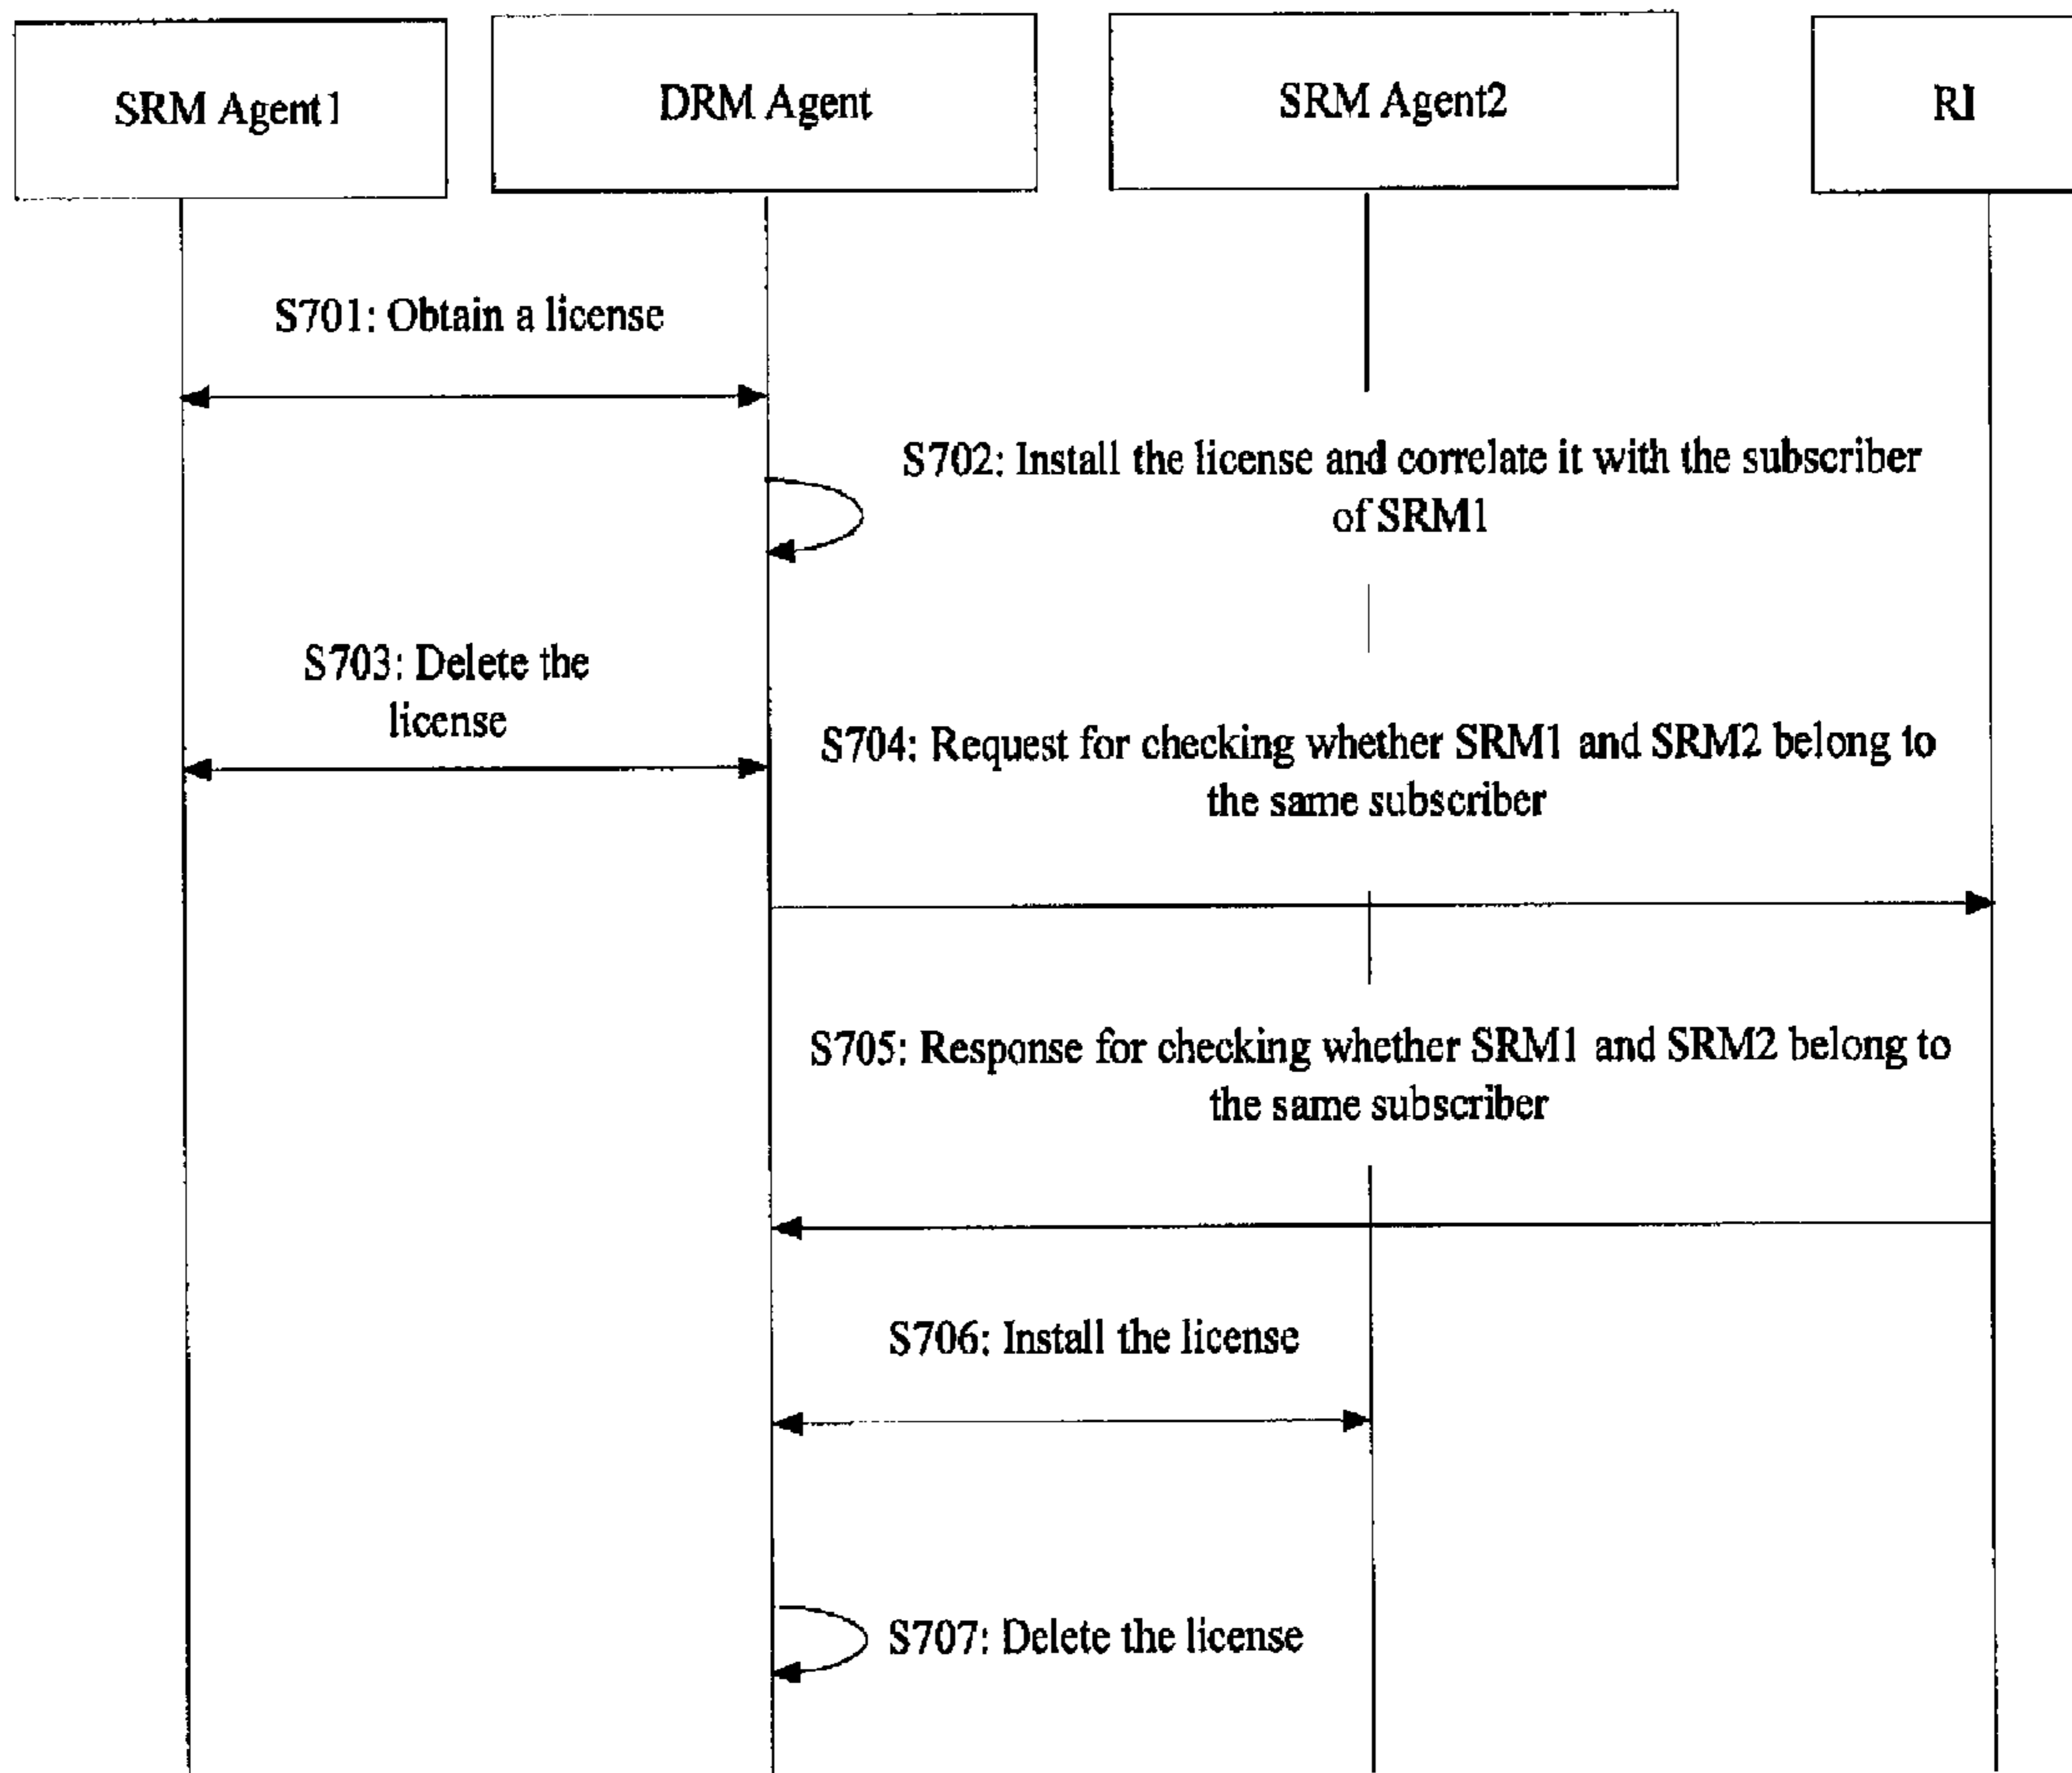 SRM Agent1
DRM Agent
SRM Agent2
RI
S701: Obtain a license
S702: Install the license and correlate it with the subscriber
of SRM1
S703: Delete the
license
S704: Request for checking whether SRM1 and SRM2 belong to
the same subscriber
S705: Response for checking whether SRM1 and SRM2 belong to
the same subscriber
S706: Install the license
S707: Delete the license